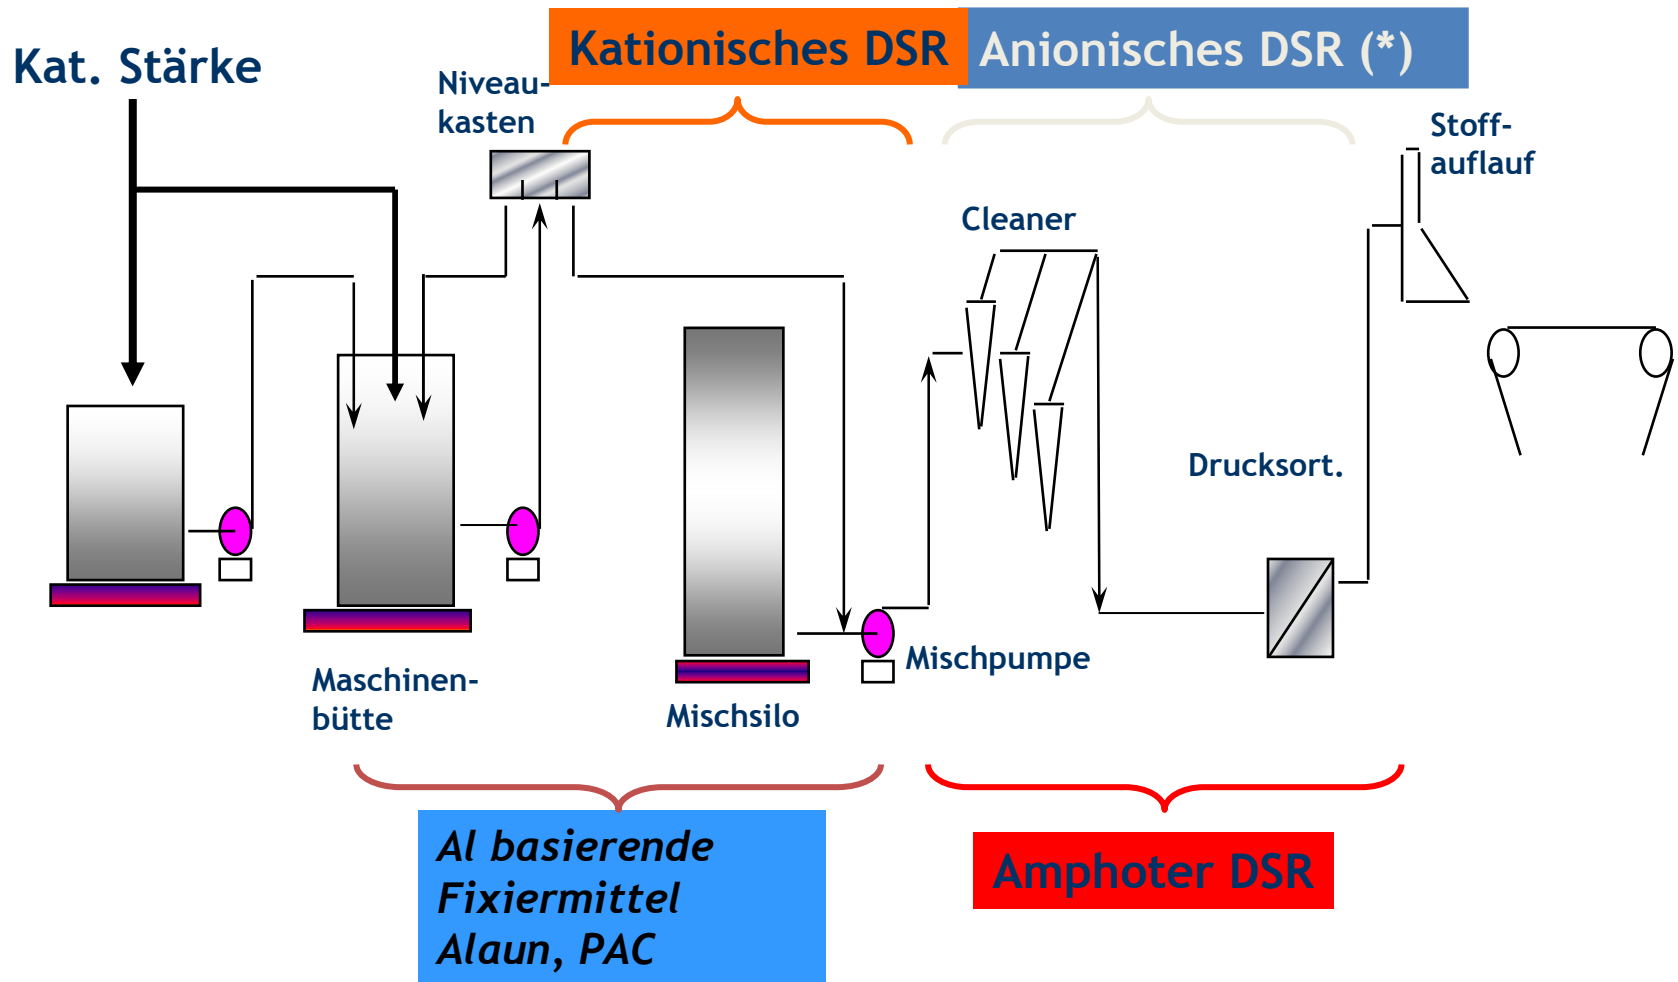 Kationisches DSR
Anionisches DSR (*)
Kat. Stärke
Niveau-
kasten
Stoff-
auflauf
Cleaner
Drucksort.
Mischpumpe
Maschinen-
bütte
Mischsilo
Al basierende
Fixiermittel
Alaun, PAC
Amphoter DSR